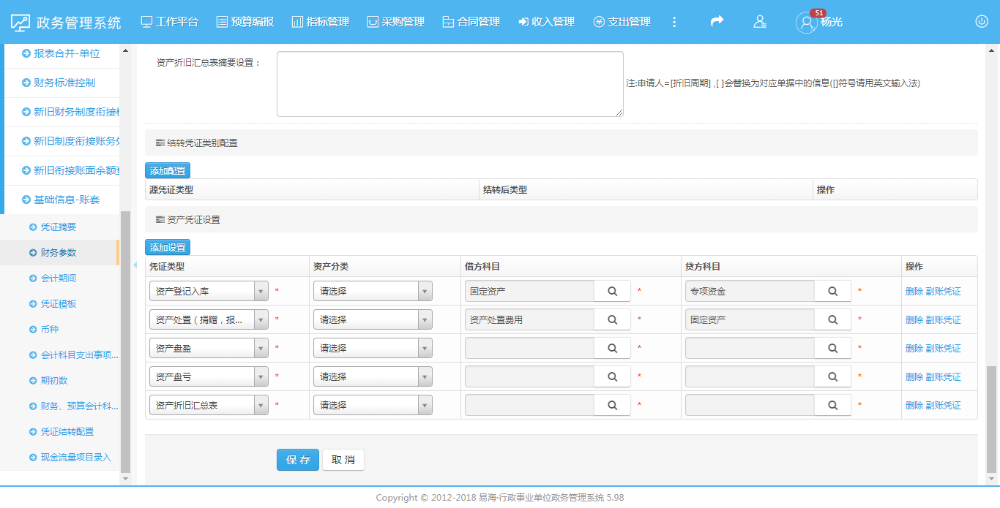 政务管理系统 工作平台 预算编报 指标管理 采购管理 合同管理 收入管理 支出管理 51 杨光
报表合并-单位
财务标准控制
新旧财务制度衔接
新旧制度衔接账务
新旧衔接账面余额
基础信息-账套
凭证摘要
财务参数
会计期间
凭证模板
币种
会计科目支出事项...
期初数
财务、预算会计科...
凭证结转配置
现金流量项目录入
资产折旧汇总表摘要设置：
注:申请人=[折旧周期] ,[ ]会替换为对应单据中的信息([]符号请用英文输入法)
结转凭证类别配置
添加配置
源凭证类型 结转后类型 操作
资产凭证设置
添加设置
凭证类型 资产分类 借方科目 贷方科目 操作
资产登记入库 * 请选择 固定资产 * 专项资金 * 删除 副账凭证
资产处置（捐赠，报... * 请选择 资产处置费用 * 固定资产 * 删除 副账凭证
资产盘盈 * 请选择 * * 删除 副账凭证
资产盘亏 * 请选择 * * 删除 副账凭证
资产折旧汇总表 * 请选择 * * 删除 副账凭证
保存 取消
Copyright © 2012-2018 易海·行政事业单位政务管理系统 5.98